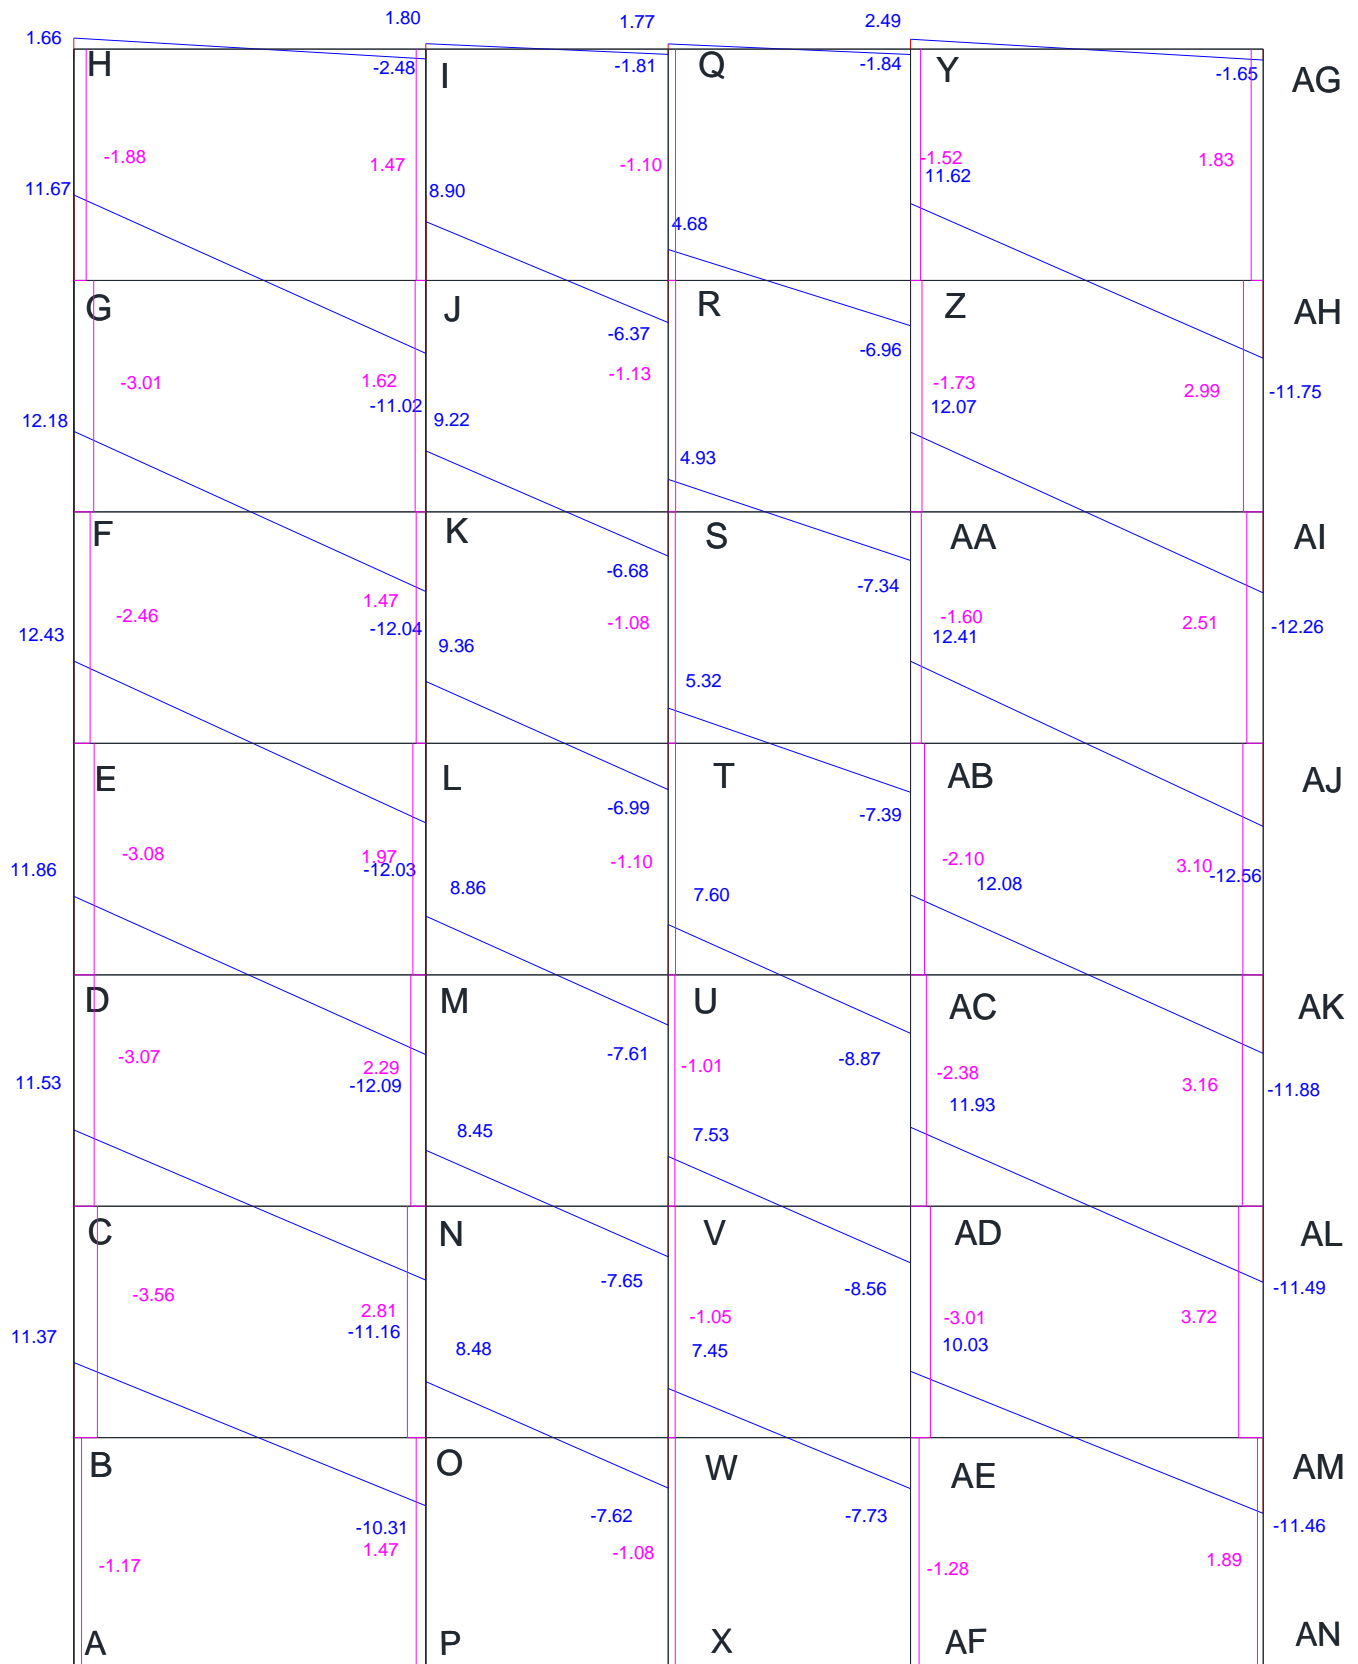 1.80 1.77 2.49
1.66
H -2.48 I -1.81 Q -1.84 Y -1.65 AG
-1.88 1.47 -1.10 -1.52 1.83
11.67 8.90 11.62
4.68
G J R Z AH
-6.37 -6.96
-3.01 1.62 -1.13 -1.73 2.99
12.18 -11.02 9.22 12.07 -11.75
4.93
F K S AA AI
-6.68 -7.34
-2.46 1.47 -1.08 -1.60 2.51
12.43 -12.04 9.36 12.41 -12.26
5.32
E L T AB AJ
-6.99 -7.39
-3.08 1.97 -1.10 -2.10 3.10
11.86 -12.03 8.86 7.60 12.08 -12.56
D M U AC AK
-7.61 -8.87
-3.07 2.29 -1.01 -2.38 3.16
11.53 -12.09 11.93 -11.88
8.45 7.53
C N V AD AL
-7.65 -8.56 -11.49
-3.56 2.81 -1.05 -3.01 3.72
11.37 -11.16 8.48 7.45 10.03
B O W AE AM
-10.31 -7.62 -7.73 -11.46
-1.17 1.47 -1.08 -1.28 1.89
A P X AF AN